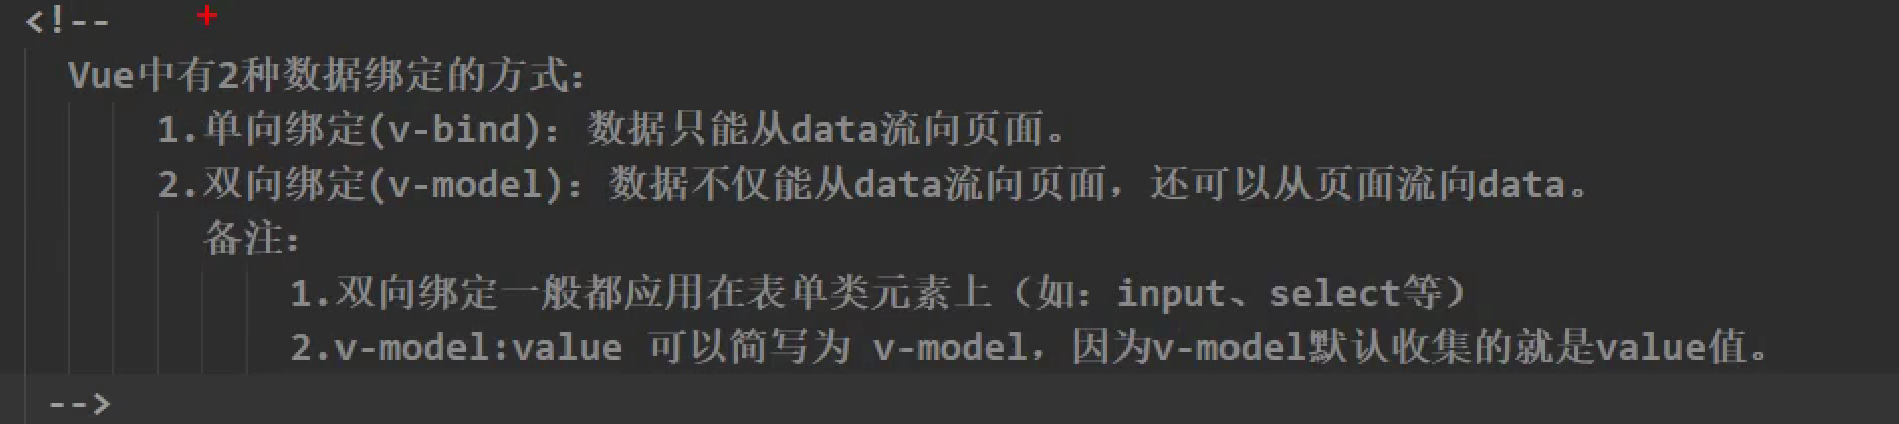 <!--
Vue中有2种数据绑定的方式：
1.单向绑定(v-bind)：数据只能从data流向页面。
2.双向绑定(v-model)：数据不仅能从data流向页面，还可以从页面流向data。
备注：
1.双向绑定一般都应用在表单类元素上（如：input、select等）
2.v-model:value 可以简写为 v-model，因为v-model默认收集的就是value值。
-->